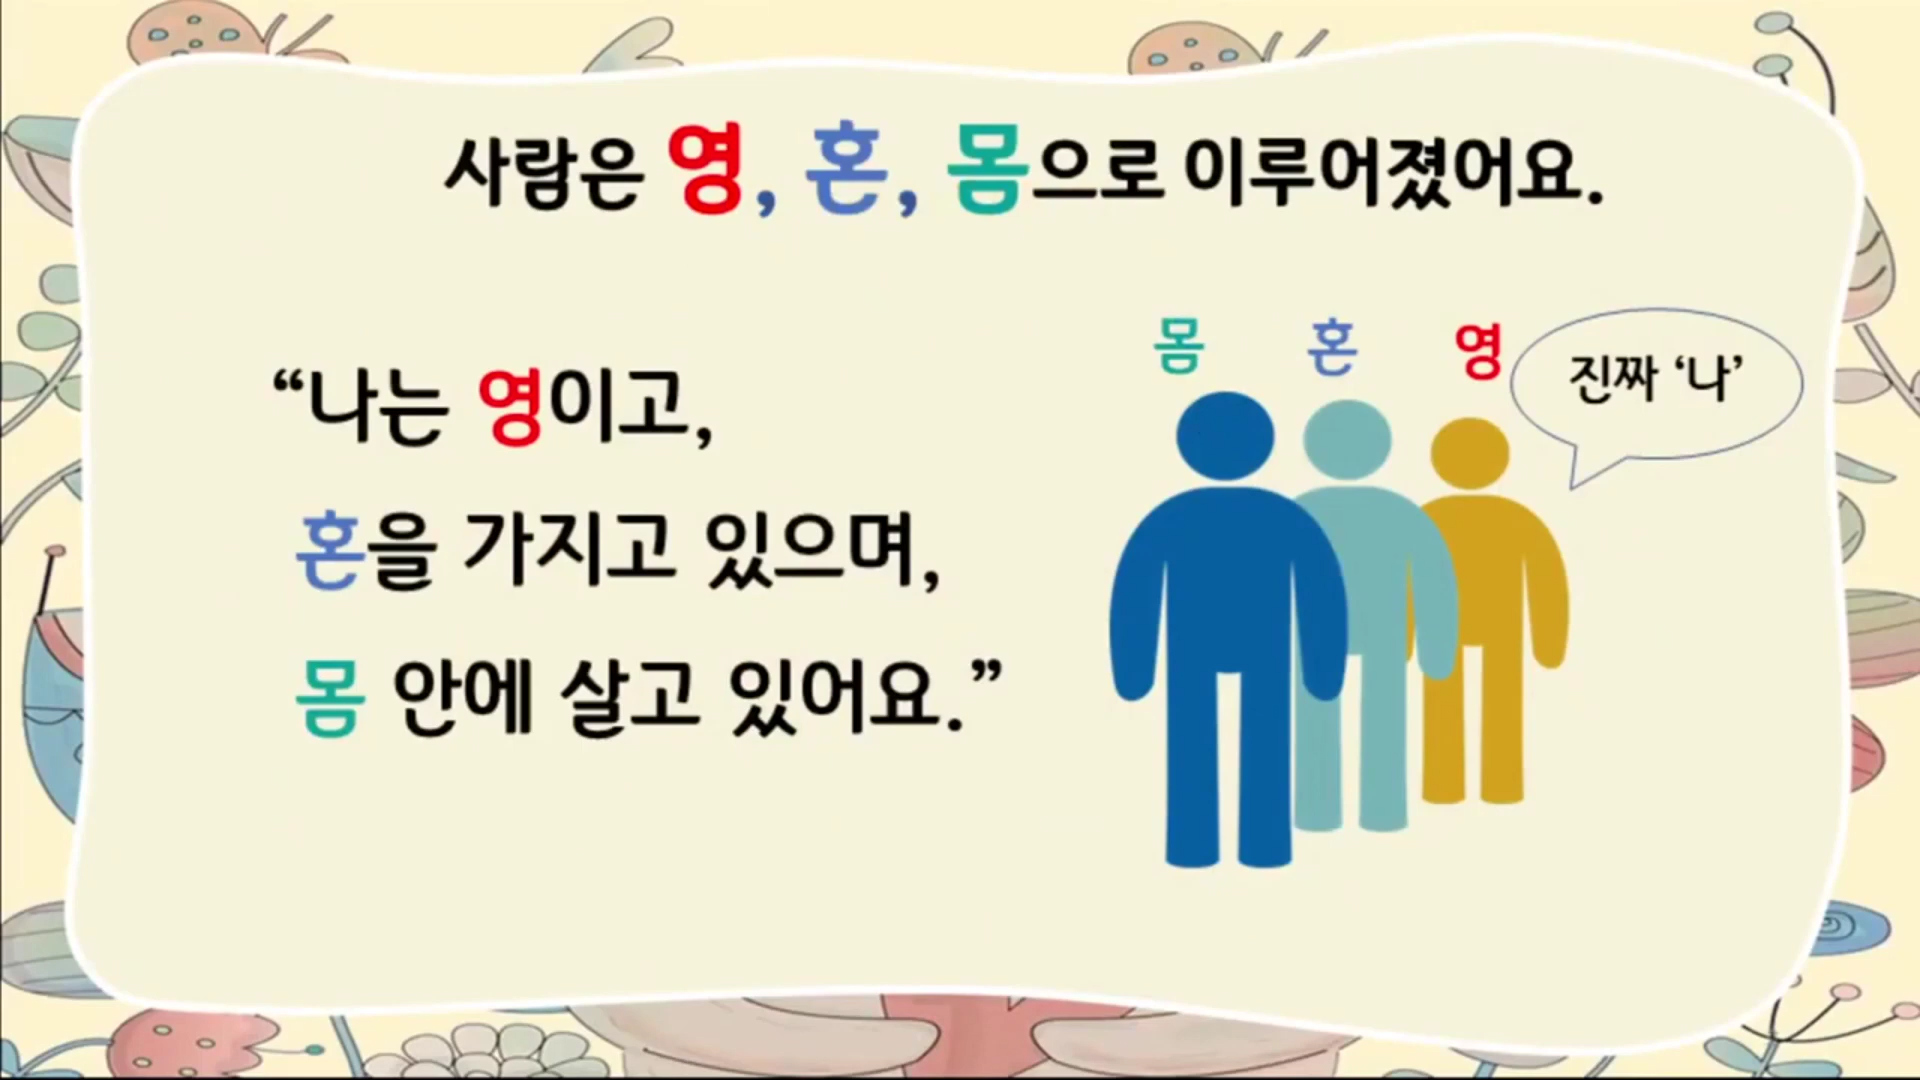 사람은 영, 혼, 몸으로 이루어졌어요.
“나는 영이고,
혼을 가지고 있으며,
몸 안에 살고 있어요.”
몸 혼 영
진짜 ‘나’